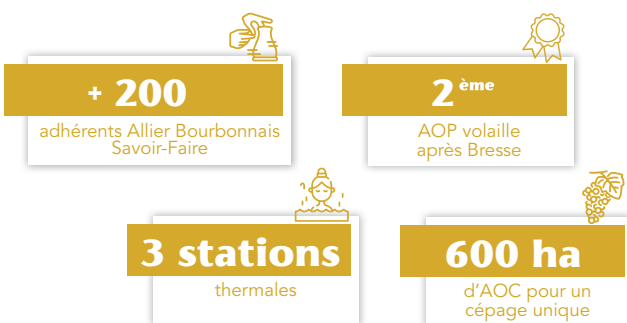 + 200
adhérents Allier Bourbonnais
Savoir-Faire
2ème
AOP volaille
après Bresse
3 stations
thermales
600 ha
d'AOC pour un
cépage unique